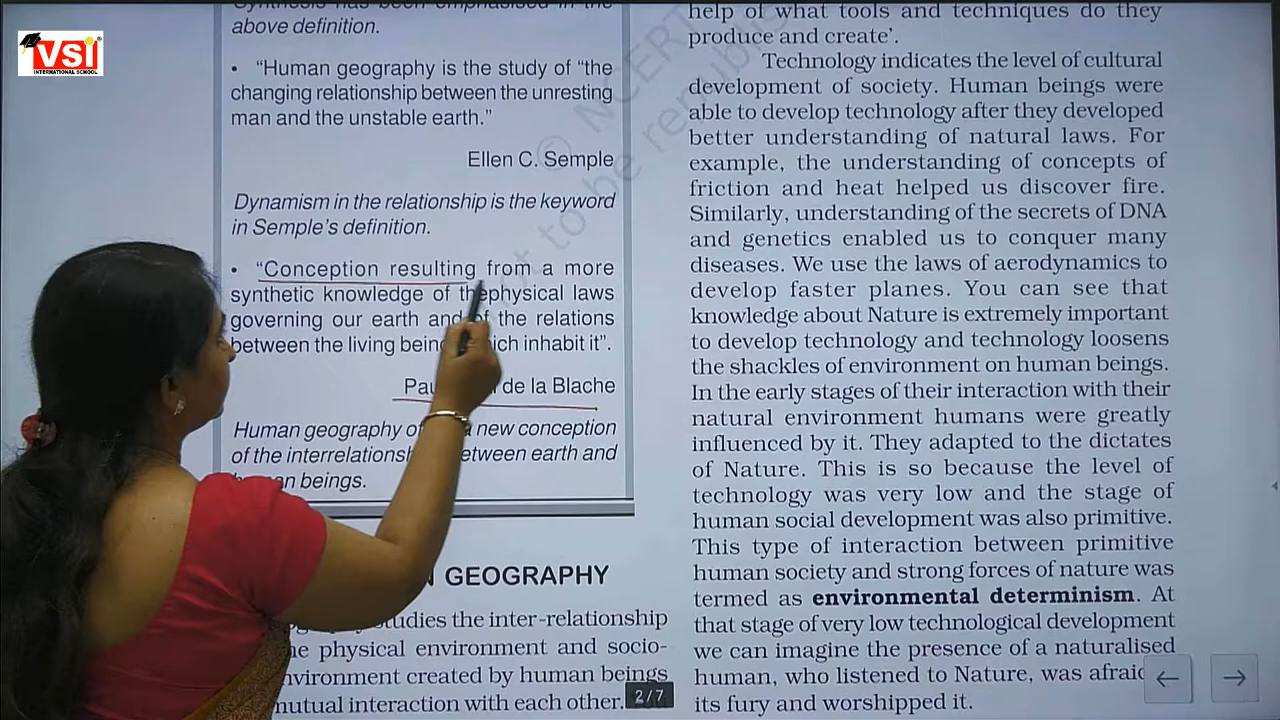 VSI
INTERNATIONAL SCHOOL
above definition.
• “Human geography is the study of “the
changing relationship between the unresting
man and the unstable earth.”
Ellen C. Semple
Dynamism in the relationship is the keyword
in Semple’s definition.
• “Conception resulting from a more
synthetic knowledge of the physical laws
governing our earth and of the relations
between the living which inhabit it”.
de la Blache
Human geography new conception
of the between earth and
beings.
GEOGRAPHY
studies the inter-relationship
physical environment and socio-
created by human beings
mutual interaction with each other.
2/7
© NCERT
not to be republished
help of what tools and techniques do they
produce and create’.
Technology indicates the level of cultural
development of society. Human beings were
able to develop technology after they developed
better understanding of natural laws. For
example, the understanding of concepts of
friction and heat helped us discover fire.
Similarly, understanding of the secrets of DNA
and genetics enabled us to conquer many
diseases. We use the laws of aerodynamics to
develop faster planes. You can see that
knowledge about Nature is extremely important
to develop technology and technology loosens
the shackles of environment on human beings.
In the early stages of their interaction with their
natural environment humans were greatly
influenced by it. They adapted to the dictates
of Nature. This is so because the level of
technology was very low and the stage of
human social development was also primitive.
This type of interaction between primitive
human society and strong forces of nature was
termed as environmental determinism. At
that stage of very low technological development
we can imagine the presence of a naturalised
human, who listened to Nature, was
its fury and worshipped it.